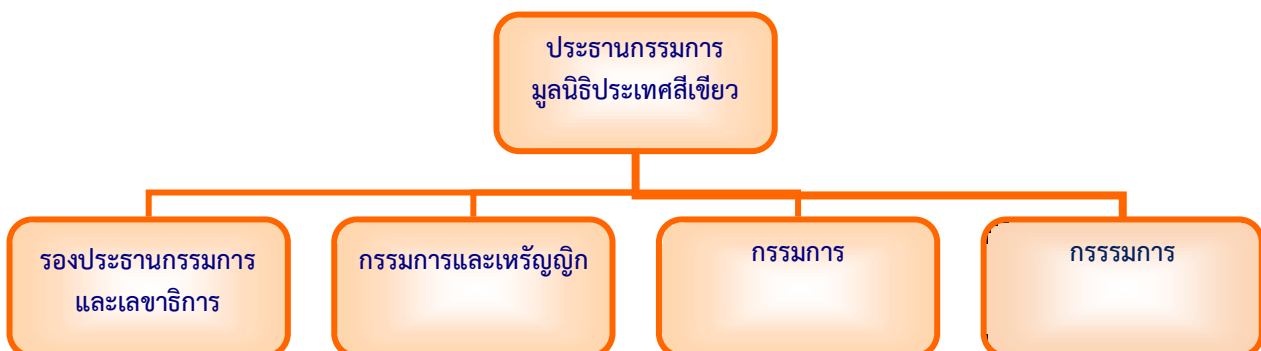 ประธานกรรมการ
มูลนิธิประเทศสีเขียว
รองประธานกรรมการ
และเลขาธิการ
กรรมการและเหรัญญิก
กรรมการ
กรรรมการ